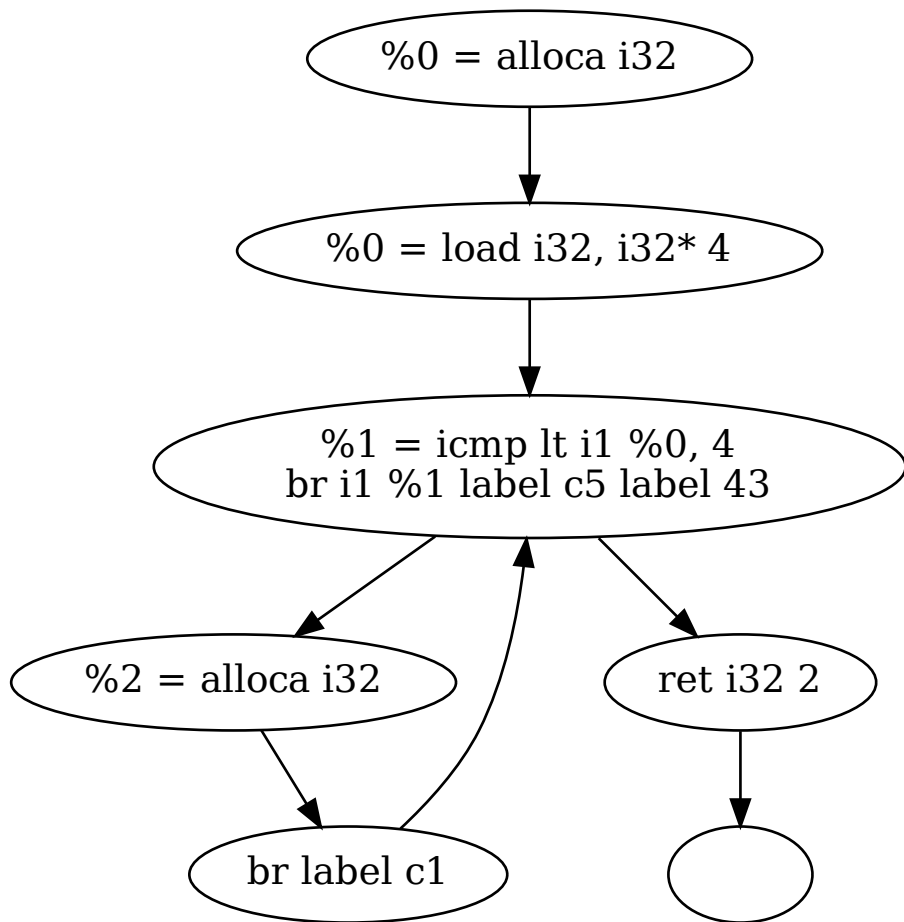 %0 = alloca i32
%0 = load i32, i32* 4
%1 = icmp lt i1 %0, 4
br i1 %1 label c5 label 43
%2 = alloca i32
ret i32 2
br label c1